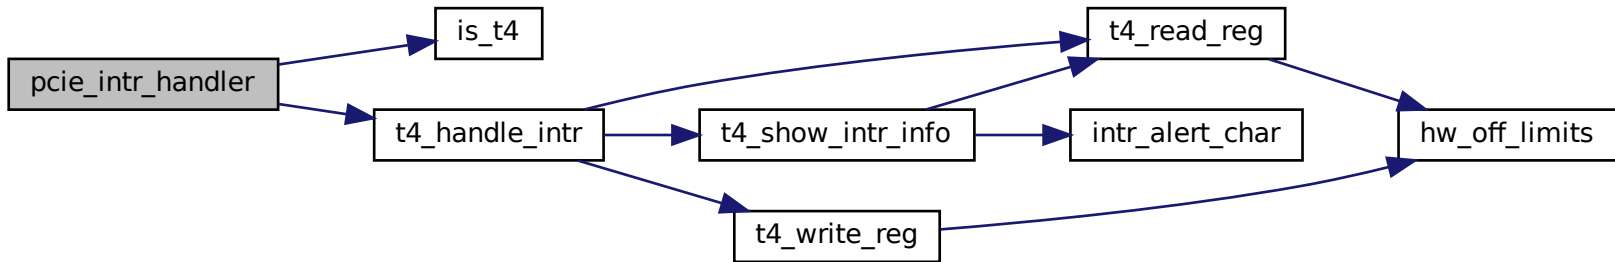 is_t4
t4_read_reg
pcie_intr_handler
t4_handle_intr
t4_show_intr_info
intr_alert_char
hw_off_limits
t4_write_reg